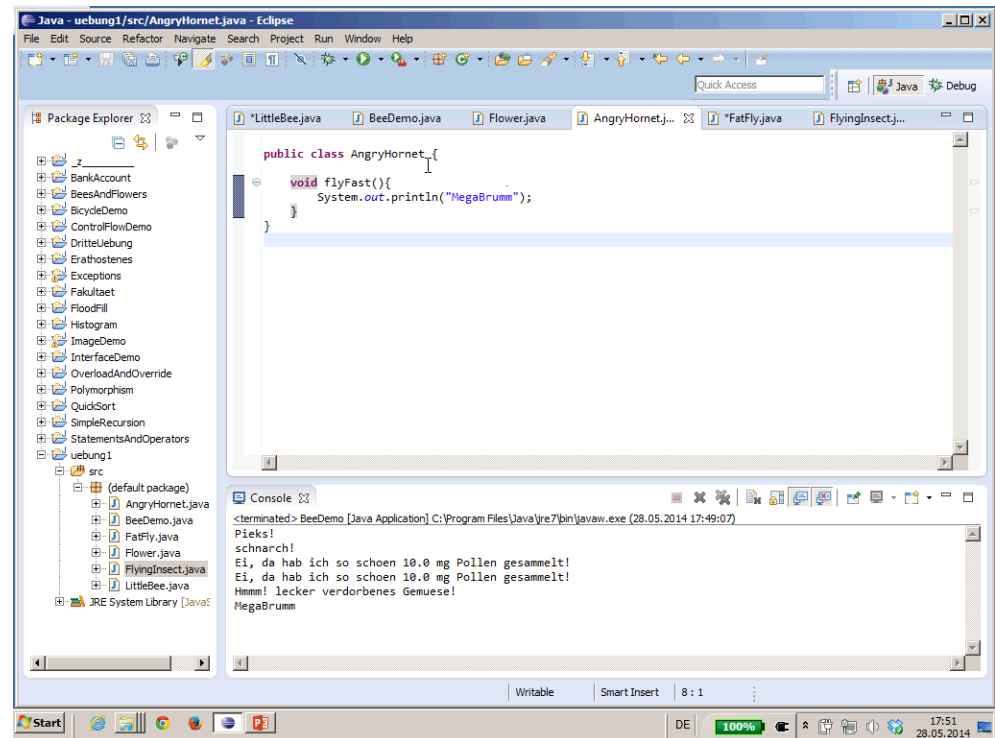 Java - uebung1/src/AngryHornet.java - Eclipse
File Edit Source Refactor Navigate Search Project Run Window Help
Quick Access
Java
Debug
Package Explorer
*LittleBee.java
BeeDemo.java
Flower.java
AngryHornet.j...
*FatFly.java
FlyingInsect.j...
_z________
BankAccount
BeesAndFlowers
BicycleDemo
ControlFlowDemo
DritteUebung
Erathostenes
Exceptions
Fakultaet
FloodFill
Histogram
ImageDemo
InterfaceDemo
OverloadAndOverride
Polymorphism
QuickSort
SimpleRecursion
StatementsAndOperators
uebung1
src
(default package)
AngryHornet.java
BeeDemo.java
FatFly.java
Flower.java
FlyingInsect.java
LittleBee.java
JRE System Library [JavaS
public class AngryHornet {
void flyFast(){
System.out.println("MegaBrumm");
}
}
Console
<terminated> BeeDemo [Java Application] C:\Program Files\Java\jre7\bin\javaw.exe (28.05.2014 17:49:07)
Pieks!
schnarch!
Ei, da hab ich so schoen 10.0 mg Pollen gesammelt!
Ei, da hab ich so schoen 10.0 mg Pollen gesammelt!
Hmmm! lecker verdorbenes Gemuese!
MegaBrumm
Writable
Smart Insert
8 : 1
Start
DE
100%
17:51
28.05.2014